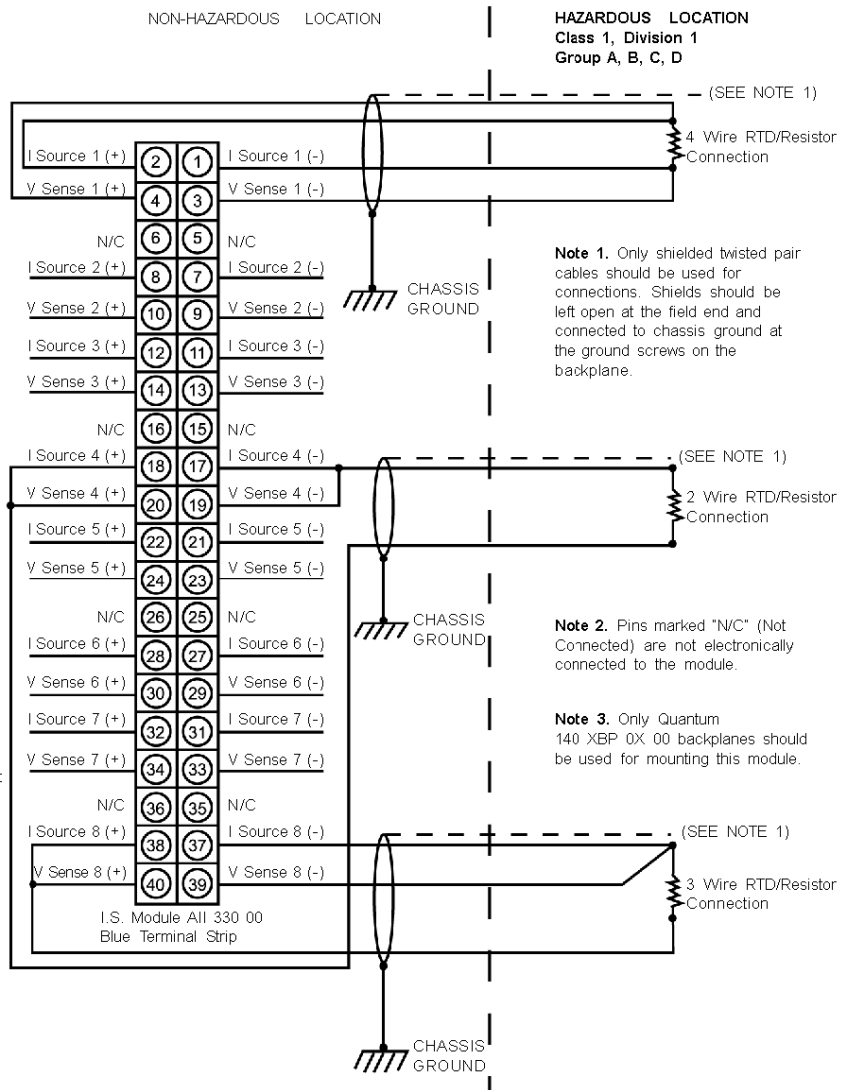 NON-HAZARDOUS LOCATION
HAZARDOUS LOCATION
Class 1, Division 1
Group A, B, C, D
(SEE NOTE 1)
4 Wire RTD/Resistor
Connection
I Source 1 (+) 2 1 I Source 1 (-)
V Sense 1 (+) 4 3 V Sense 1 (-)
N/C 6 5 N/C
I Source 2 (+) 8 7 I Source 2 (-)
V Sense 2 (+) 10 9 V Sense 2 (-)
I Source 3 (+) 12 11 I Source 3 (-)
V Sense 3 (+) 14 13 V Sense 3 (-)
N/C 16 15 N/C
I Source 4 (+) 18 17 I Source 4 (-)
V Sense 4 (+) 20 19 V Sense 4 (-)
I Source 5 (+) 22 21 I Source 5 (-)
V Sense 5 (+) 24 23 V Sense 5 (-)
N/C 26 25 N/C
I Source 6 (+) 28 27 I Source 6 (-)
V Sense 6 (+) 30 29 V Sense 6 (-)
I Source 7 (+) 32 31 I Source 7 (-)
V Sense 7 (+) 34 33 V Sense 7 (-)
N/C 36 35 N/C
I Source 8 (+) 38 37 I Source 8 (-)
V Sense 8 (+) 40 39 V Sense 8 (-)
I.S. Module AII 330 00
Blue Terminal Strip
CHASSIS
GROUND
Note 1. Only shielded twisted pair
cables should be used for
connections. Shields should be
left open at the field end and
connected to chassis ground at
the ground screws on the
backplane.
(SEE NOTE 1)
2 Wire RTD/Resistor
Connection
CHASSIS
GROUND
Note 2. Pins marked "N/C" (Not
Connected) are not electronically
connected to the module.
Note 3. Only Quantum
140 XBP 0X 00 backplanes should
be used for mounting this module.
(SEE NOTE 1)
3 Wire RTD/Resistor
Connection
CHASSIS
GROUND